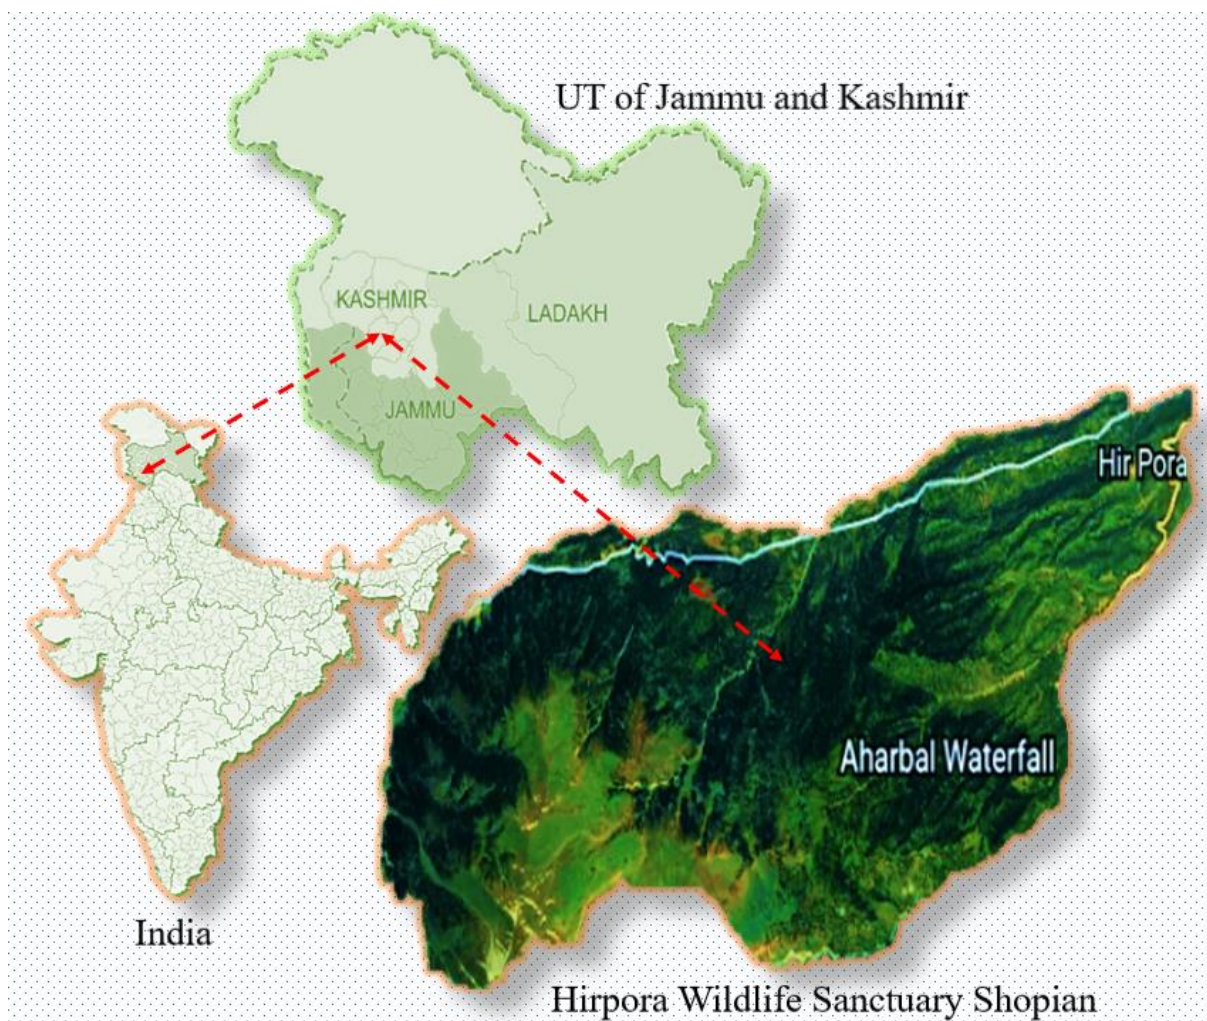 UT of Jammu and Kashmir
KASHMIR
LADAKH
JAMMU
Hir Pora
Aharbal Waterfall
India
Hirpora Wildlife Sanctuary Shopian